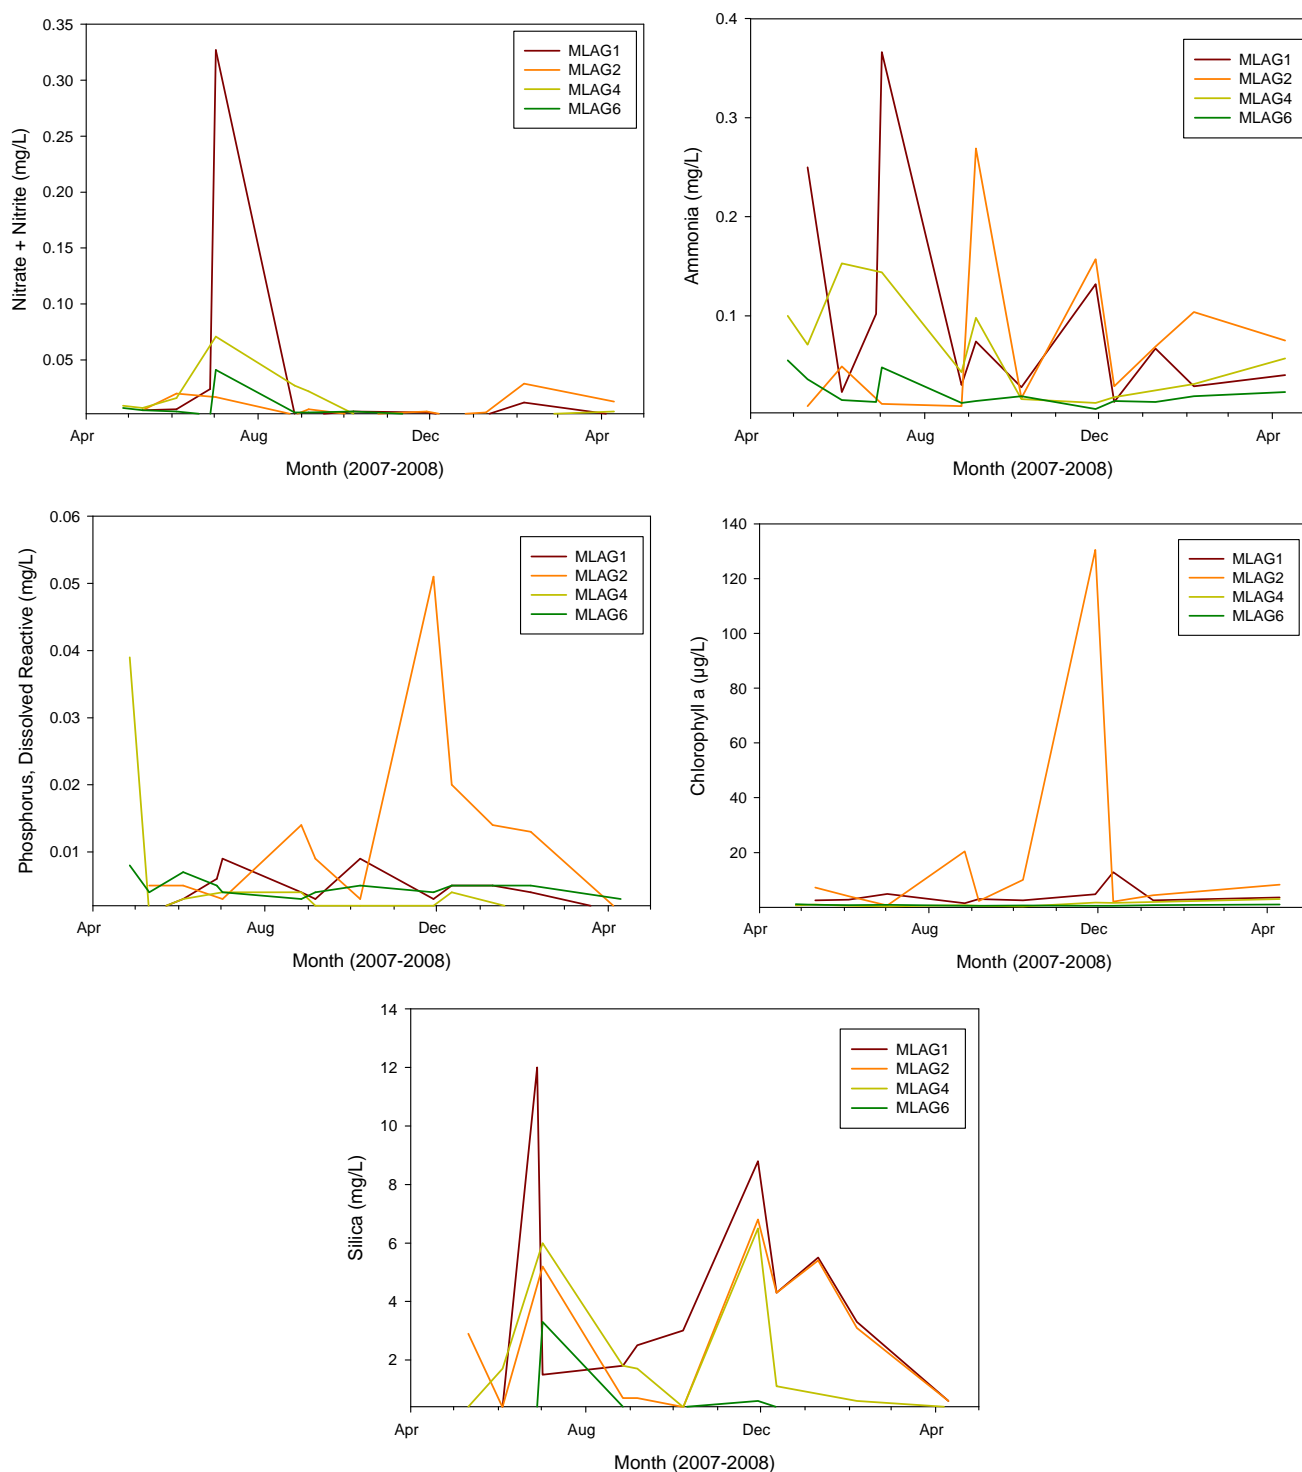 0.35
0.30
0.25
0.20
0.15
0.10
0.05
Nitrate + Nitrite (mg/L)
MLAG1
MLAG2
MLAG4
MLAG6
Apr
Aug
Dec
Apr
Month (2007-2008)
0.4
0.3
0.2
0.1
Ammonia (mg/L)
MLAG1
MLAG2
MLAG4
MLAG6
Apr
Aug
Dec
Apr
Month (2007-2008)
0.06
0.05
0.04
0.03
0.02
0.01
Phosphorus, Dissolved Reactive (mg/L)
MLAG1
MLAG2
MLAG4
MLAG6
Apr
Aug
Dec
Apr
Month (2007-2008)
140
120
100
80
60
40
20
Chlorophyll a (µg/L)
MLAG1
MLAG2
MLAG4
MLAG6
Apr
Aug
Dec
Apr
Month (2007-2008)
14
12
10
8
6
4
2
Silica (mg/L)
MLAG1
MLAG2
MLAG4
MLAG6
Apr
Aug
Dec
Apr
Month (2007-2008)